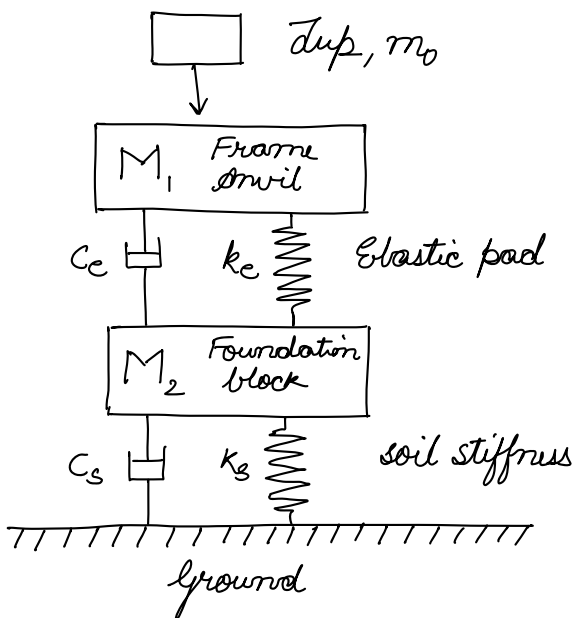 Tup, m₀
M₁ Frame
Anvil
Cₑ kₑ Elastic pad
M₂ Foundation
block
Cₛ Kₛ soil stiffness
Ground